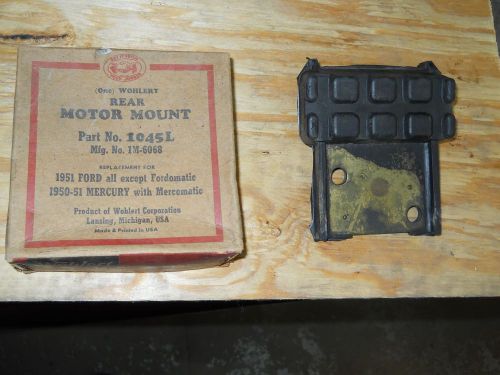 (One) WOHLERT
REAR
MOTOR MOUNT
Part No. 1045L
Mfg. No. 1M-6068
REPLACEMENT FOR
1951 FORD all except Fordomatic
1950-51 MERCURY with Mercomatic
Product of Wohlert Corporation
Lansing, Michigan, USA
Made & Printed in USA